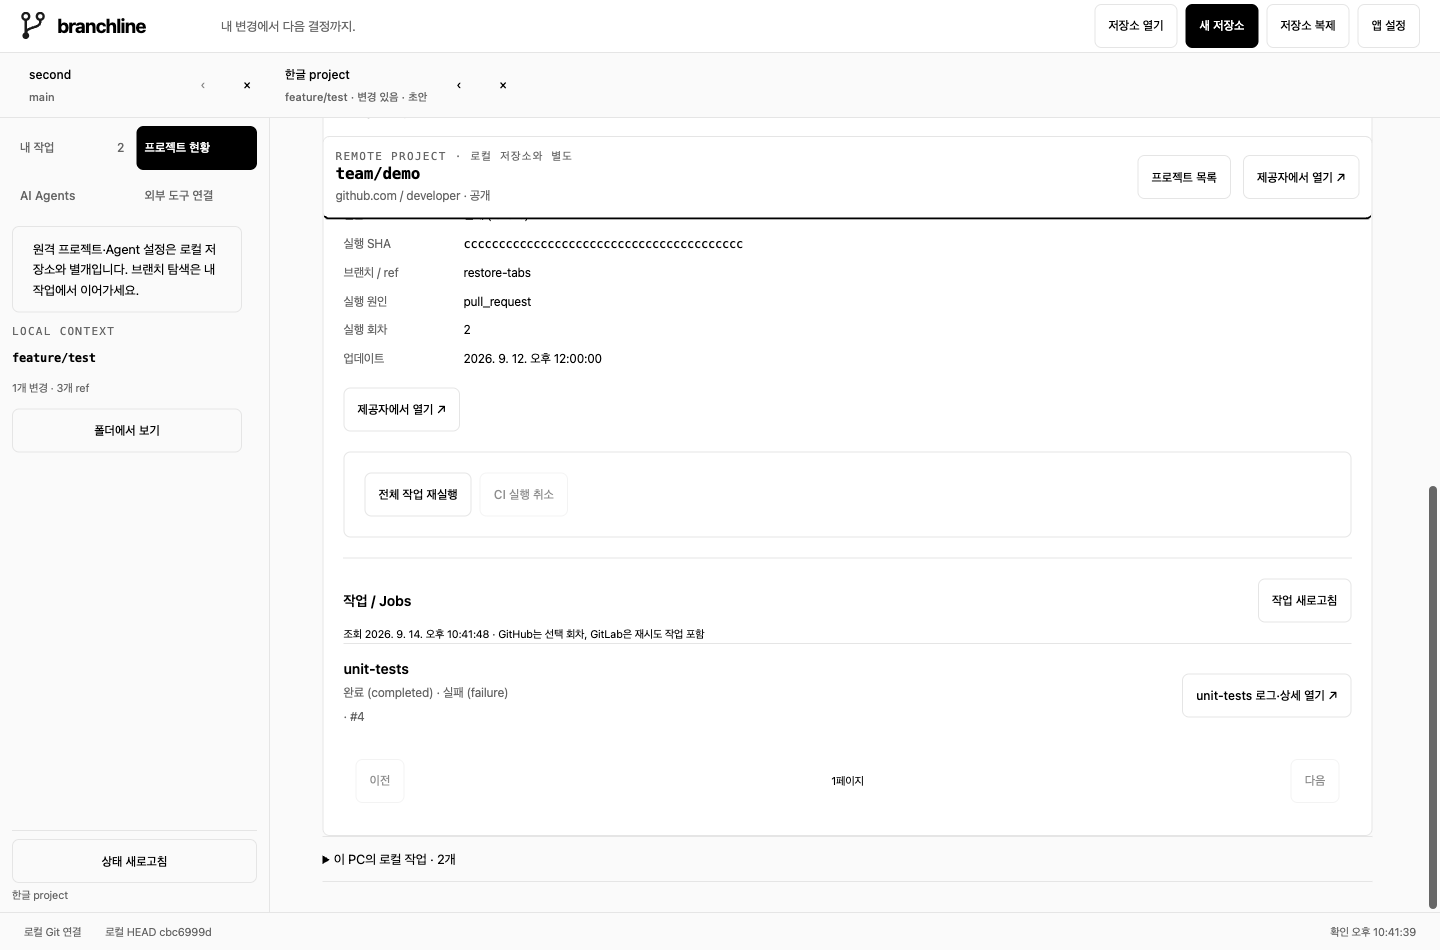 branchline
내 변경에서 다음 결정까지.
저장소 열기
새 저장소
저장소 복제
앱 설정
second
main
‹
×
한글 project
feature/test · 변경 있음 · 초안
‹
×
내 작업
2
프로젝트 현황
AI Agents
외부 도구 연결
원격 프로젝트·Agent 설정은 로컬 저
장소와 별개입니다. 브랜치 탐색은 내
작업에서 이어가세요.
LOCAL CONTEXT
feature/test
1개 변경 · 3개 ref
폴더에서 보기
상태 새로고침
한글 project
REMOTE PROJECT · 로컬 저장소와 별도
team/demo
github.com / developer · 공개
프로젝트 목록
제공자에서 열기 ↗
실행 SHA
cccccccccccccccccccccccccccccccccccccccc
브랜치 / ref
restore-tabs
실행 원인
pull_request
실행 회차
2
업데이트
2026. 9. 12. 오후 12:00:00
제공자에서 열기 ↗
전체 작업 재실행
CI 실행 취소
작업 / Jobs
작업 새로고침
조회 2026. 9. 14. 오후 10:41:48 · GitHub는 선택 회차, GitLab은 재시도 작업 포함
unit-tests
완료 (completed) · 실패 (failure)
· #4
unit-tests 로그·상세 열기 ↗
이전
1페이지
다음
▶ 이 PC의 로컬 작업 · 2개
로컬 Git 연결
로컬 HEAD cbc6999d
확인 오후 10:41:39